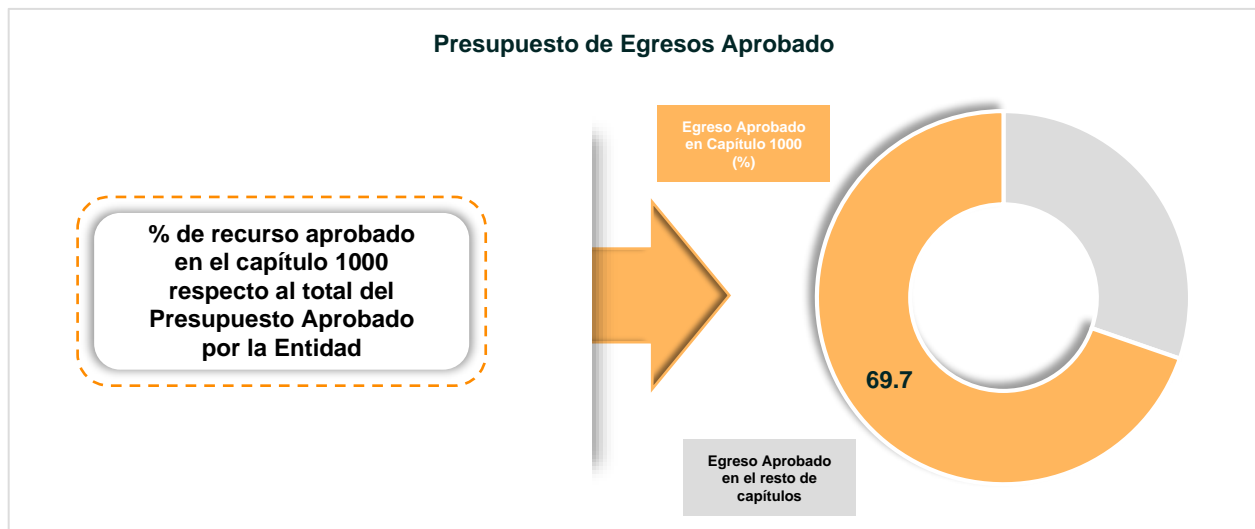 Presupuesto de Egresos Aprobado
% de recurso aprobado
en el capítulo 1000
respecto al total del
Presupuesto Aprobado
por la Entidad
Egreso Aprobado
en Capítulo 1000
(%)
69.7
Egreso Aprobado
en el resto de
capítulos